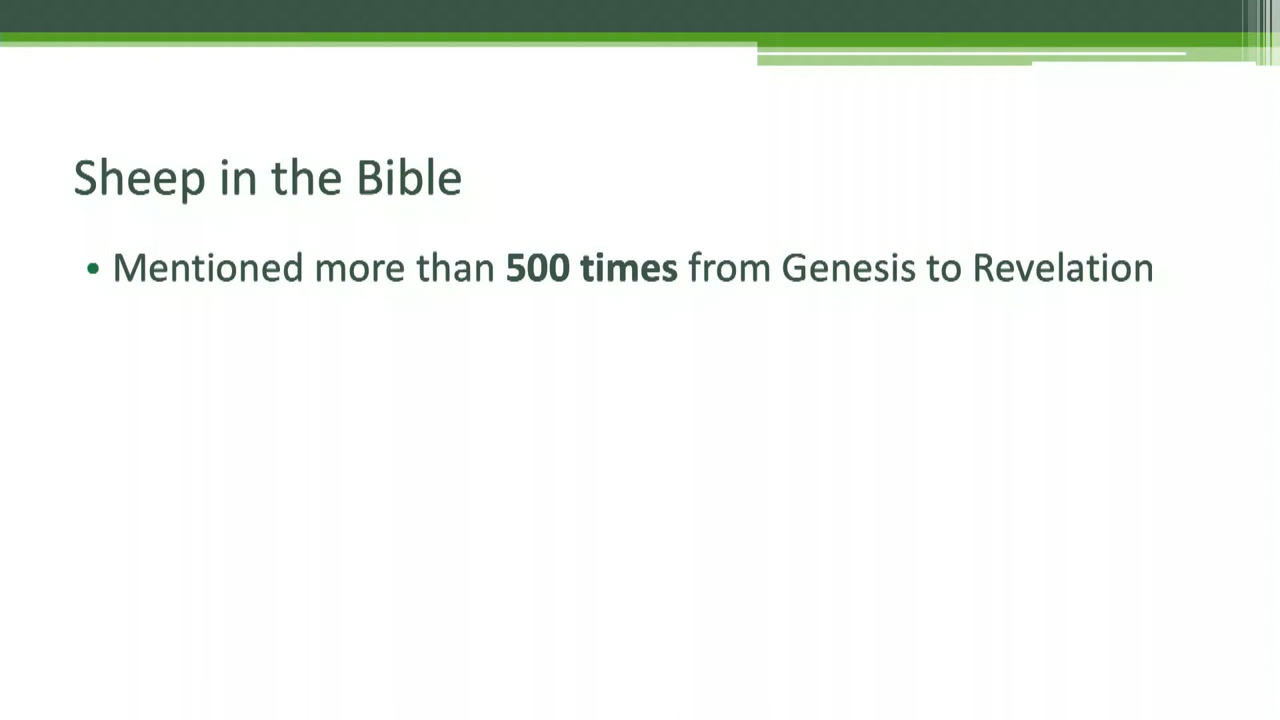 Sheep in the Bible
• Mentioned more than 500 times from Genesis to Revelation